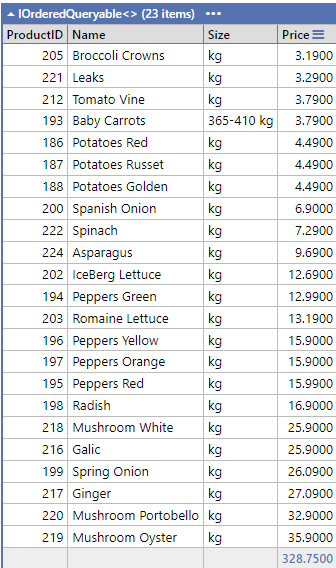 IOrderedQueryable<> (23 items) •••
ProductID Name Size Price
205 Broccoli Crowns kg 3.1900
221 Leaks kg 3.2900
212 Tomato Vine kg 3.7900
193 Baby Carrots 365-410 kg 3.7900
186 Potatoes Red kg 4.4900
187 Potatoes Russet kg 4.4900
188 Potatoes Golden kg 4.4900
200 Spanish Onion kg 6.9000
222 Spinach kg 7.2900
224 Asparagus kg 9.6900
202 IceBerg Lettuce kg 12.6900
194 Peppers Green kg 12.9900
203 Romaine Lettuce kg 13.1900
196 Peppers Yellow kg 15.9000
197 Peppers Orange kg 15.9000
195 Peppers Red kg 15.9900
198 Radish kg 16.9000
218 Mushroom White kg 25.9000
216 Galic kg 25.9000
199 Spring Onion kg 26.0900
217 Ginger kg 27.0900
220 Mushroom Portobello kg 32.9000
219 Mushroom Oyster kg 35.9000
328.7500